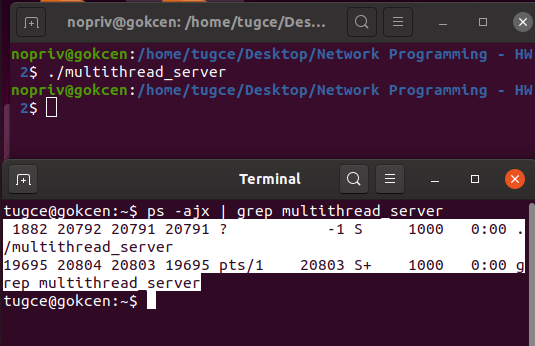 nopriv@gokcen: /home/tugce/Des...
nopriv@gokcen:/home/tugce/Desktop/Network Programming - HW
2$ ./multithread_server
nopriv@gokcen:/home/tugce/Desktop/Network Programming - HW
2$
Terminal
tugce@gokcen:~$ ps -ajx | grep multithread_server
1882 20792 20791 20791 ? -1 S 1000 0:00 .
/multithread_server
19695 20804 20803 19695 pts/1 20803 S+ 1000 0:00 g
rep multithread_server
tugce@gokcen:~$